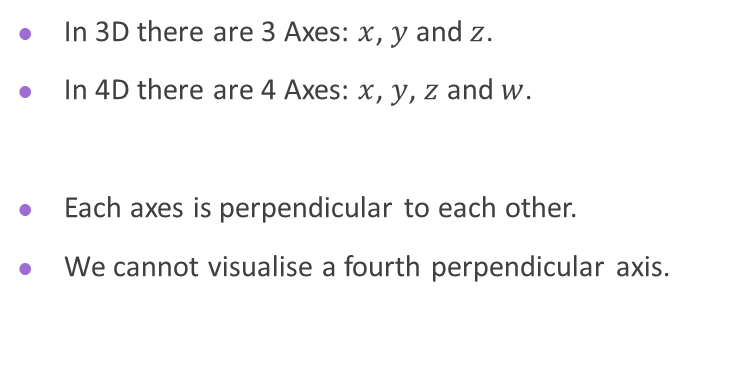 • In 3D there are 3 Axes: x, y and z.
• In 4D there are 4 Axes: x, y, z and w.
• Each axes is perpendicular to each other.
• We cannot visualise a fourth perpendicular axis.